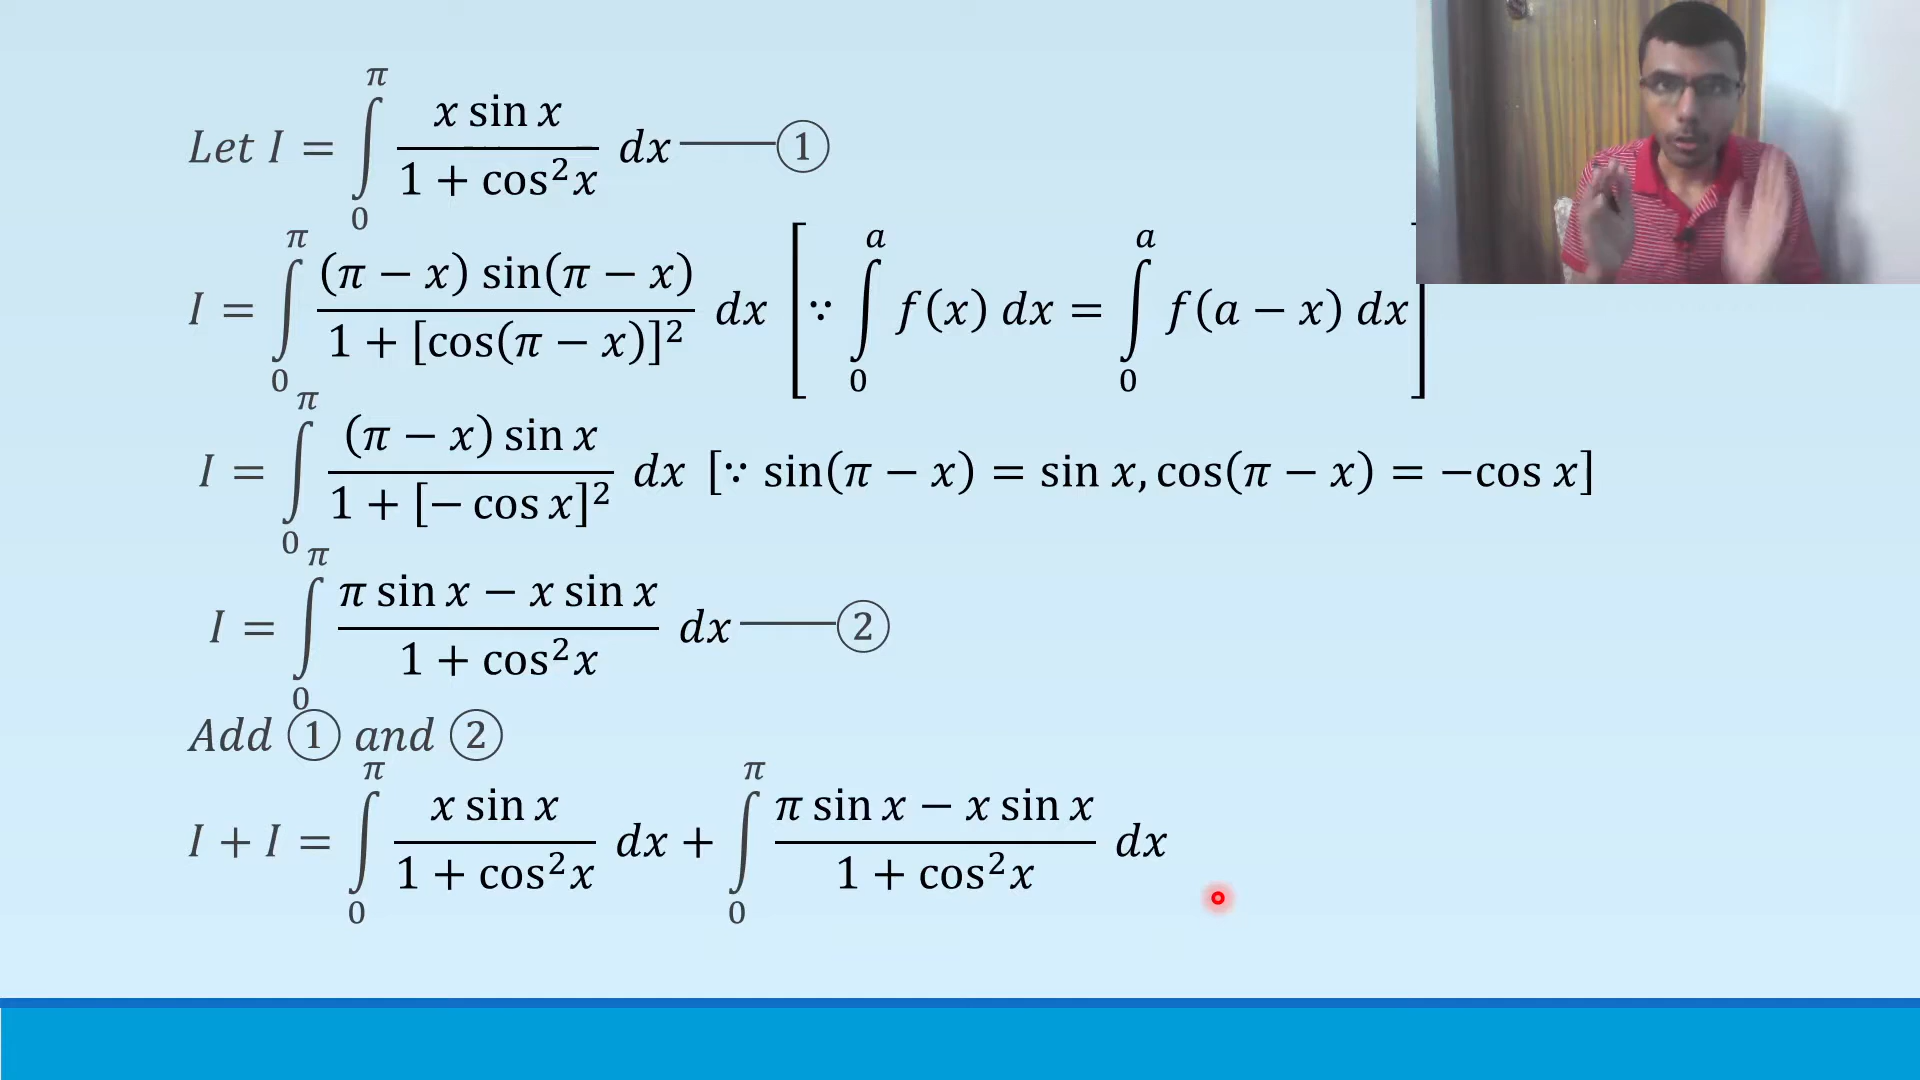 Let I = ∫₀^π (x sin x)/(1 + cos²x) dx ——①
I = ∫₀^π ((π − x) sin(π − x))/(1 + [cos(π − x)]²) dx [∵ ∫₀^a f(x) dx = ∫₀^a f(a − x) dx]
I = ∫₀^π ((π − x) sin x)/(1 + [− cos x]²) dx [∵ sin(π − x) = sin x, cos(π − x) = −cos x]
I = ∫₀^π (π sin x − x sin x)/(1 + cos²x) dx ——②
Add ① and ②
I + I = ∫₀^π (x sin x)/(1 + cos²x) dx + ∫₀^π (π sin x − x sin x)/(1 + cos²x) dx